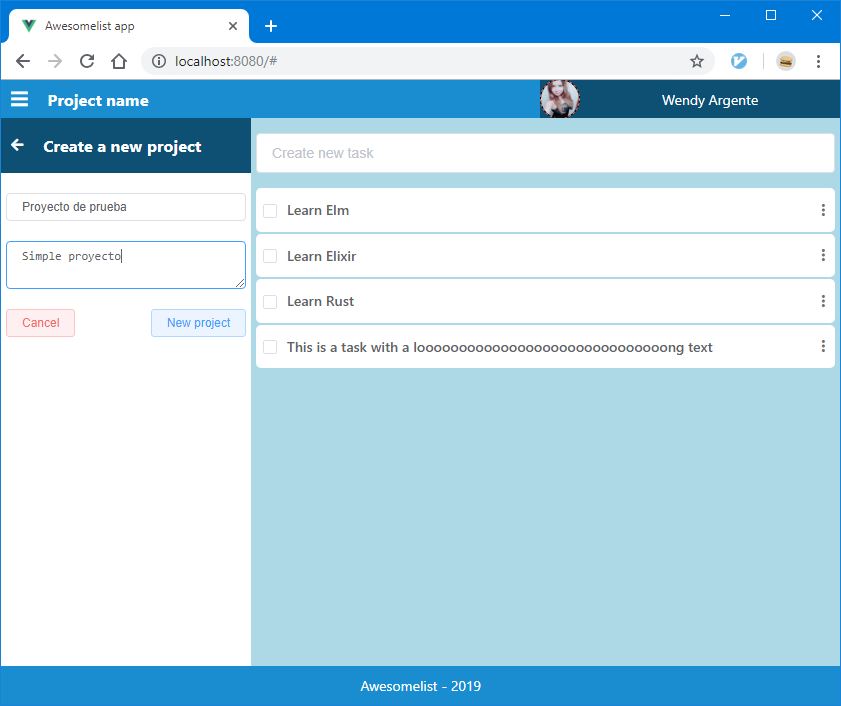 Awesomelist app
localhost:8080/#
Project name
Wendy Argente
Create a new project
Proyecto de prueba
Simple proyecto
Cancel
New project
Create new task
Learn Elm
Learn Elixir
Learn Rust
This is a task with a looooooooooooooooooooooooooooooong text
Awesomelist - 2019